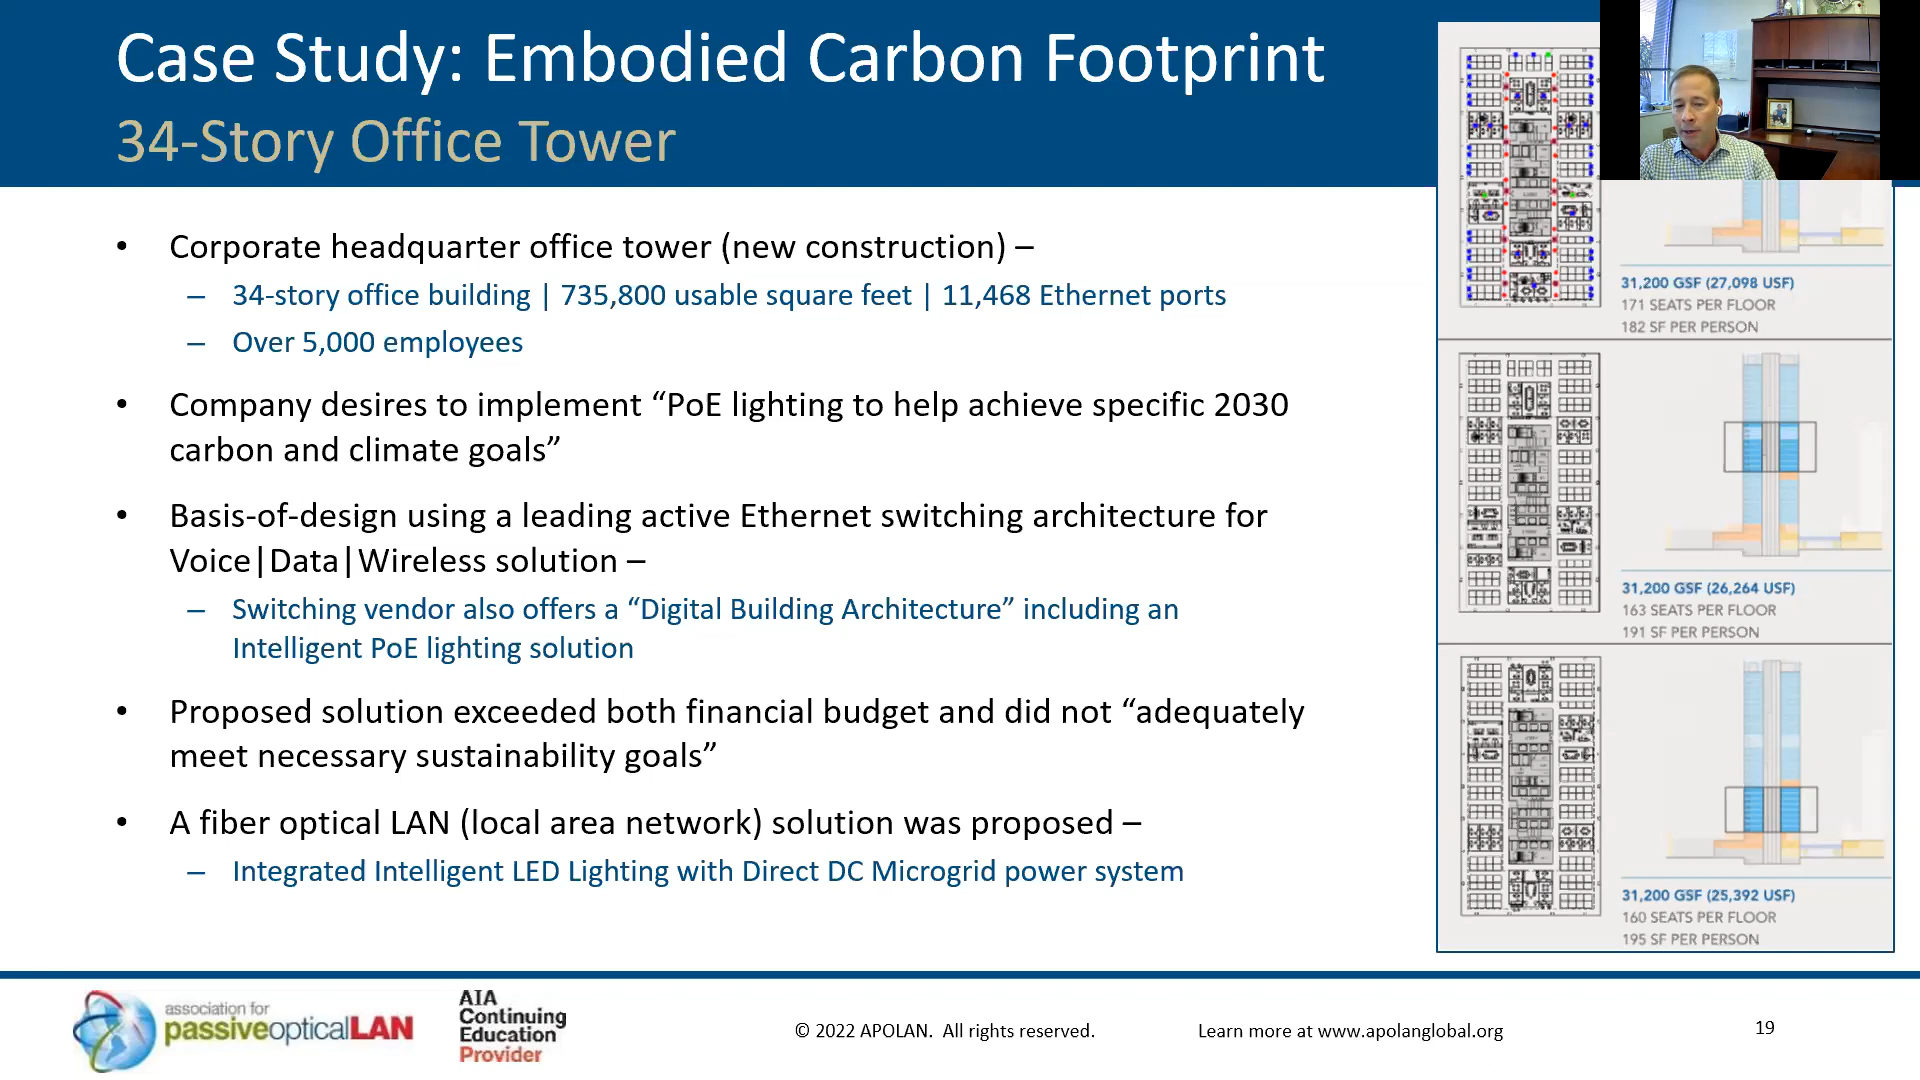 Case Study: Embodied Carbon Footprint
34-Story Office Tower
• Corporate headquarter office tower (new construction) –
– 34-story office building | 735,800 usable square feet | 11,468 Ethernet ports
– Over 5,000 employees
• Company desires to implement “PoE lighting to help achieve specific 2030
carbon and climate goals”
• Basis-of-design using a leading active Ethernet switching architecture for
Voice|Data|Wireless solution –
– Switching vendor also offers a “Digital Building Architecture” including an
Intelligent PoE lighting solution
• Proposed solution exceeded both financial budget and did not “adequately
meet necessary sustainability goals”
• A fiber optical LAN (local area network) solution was proposed –
– Integrated Intelligent LED Lighting with Direct DC Microgrid power system
31,200 GSF (27,098 USF)
171 SEATS PER FLOOR
182 SF PER PERSON
31,200 GSF (26,264 USF)
163 SEATS PER FLOOR
191 SF PER PERSON
31,200 GSF (25,392 USF)
160 SEATS PER FLOOR
195 SF PER PERSON
association for
passiveopticalLAN
AIA
Continuing
Education
Provider
© 2022 APOLAN. All rights reserved.
Learn more at www.apolanglobal.org
19